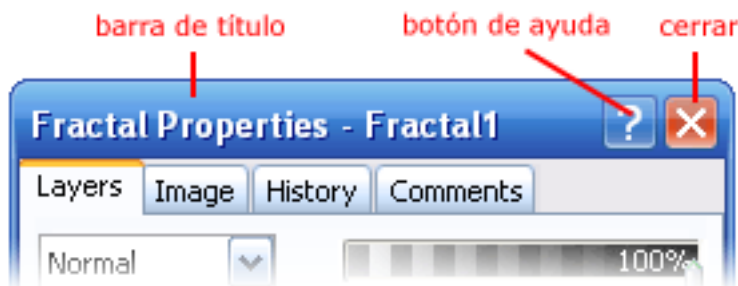 barra de título botón de ayuda cerrar
Fractal Properties - Fractal1 ?
Layers Image History Comments
Normal 100%